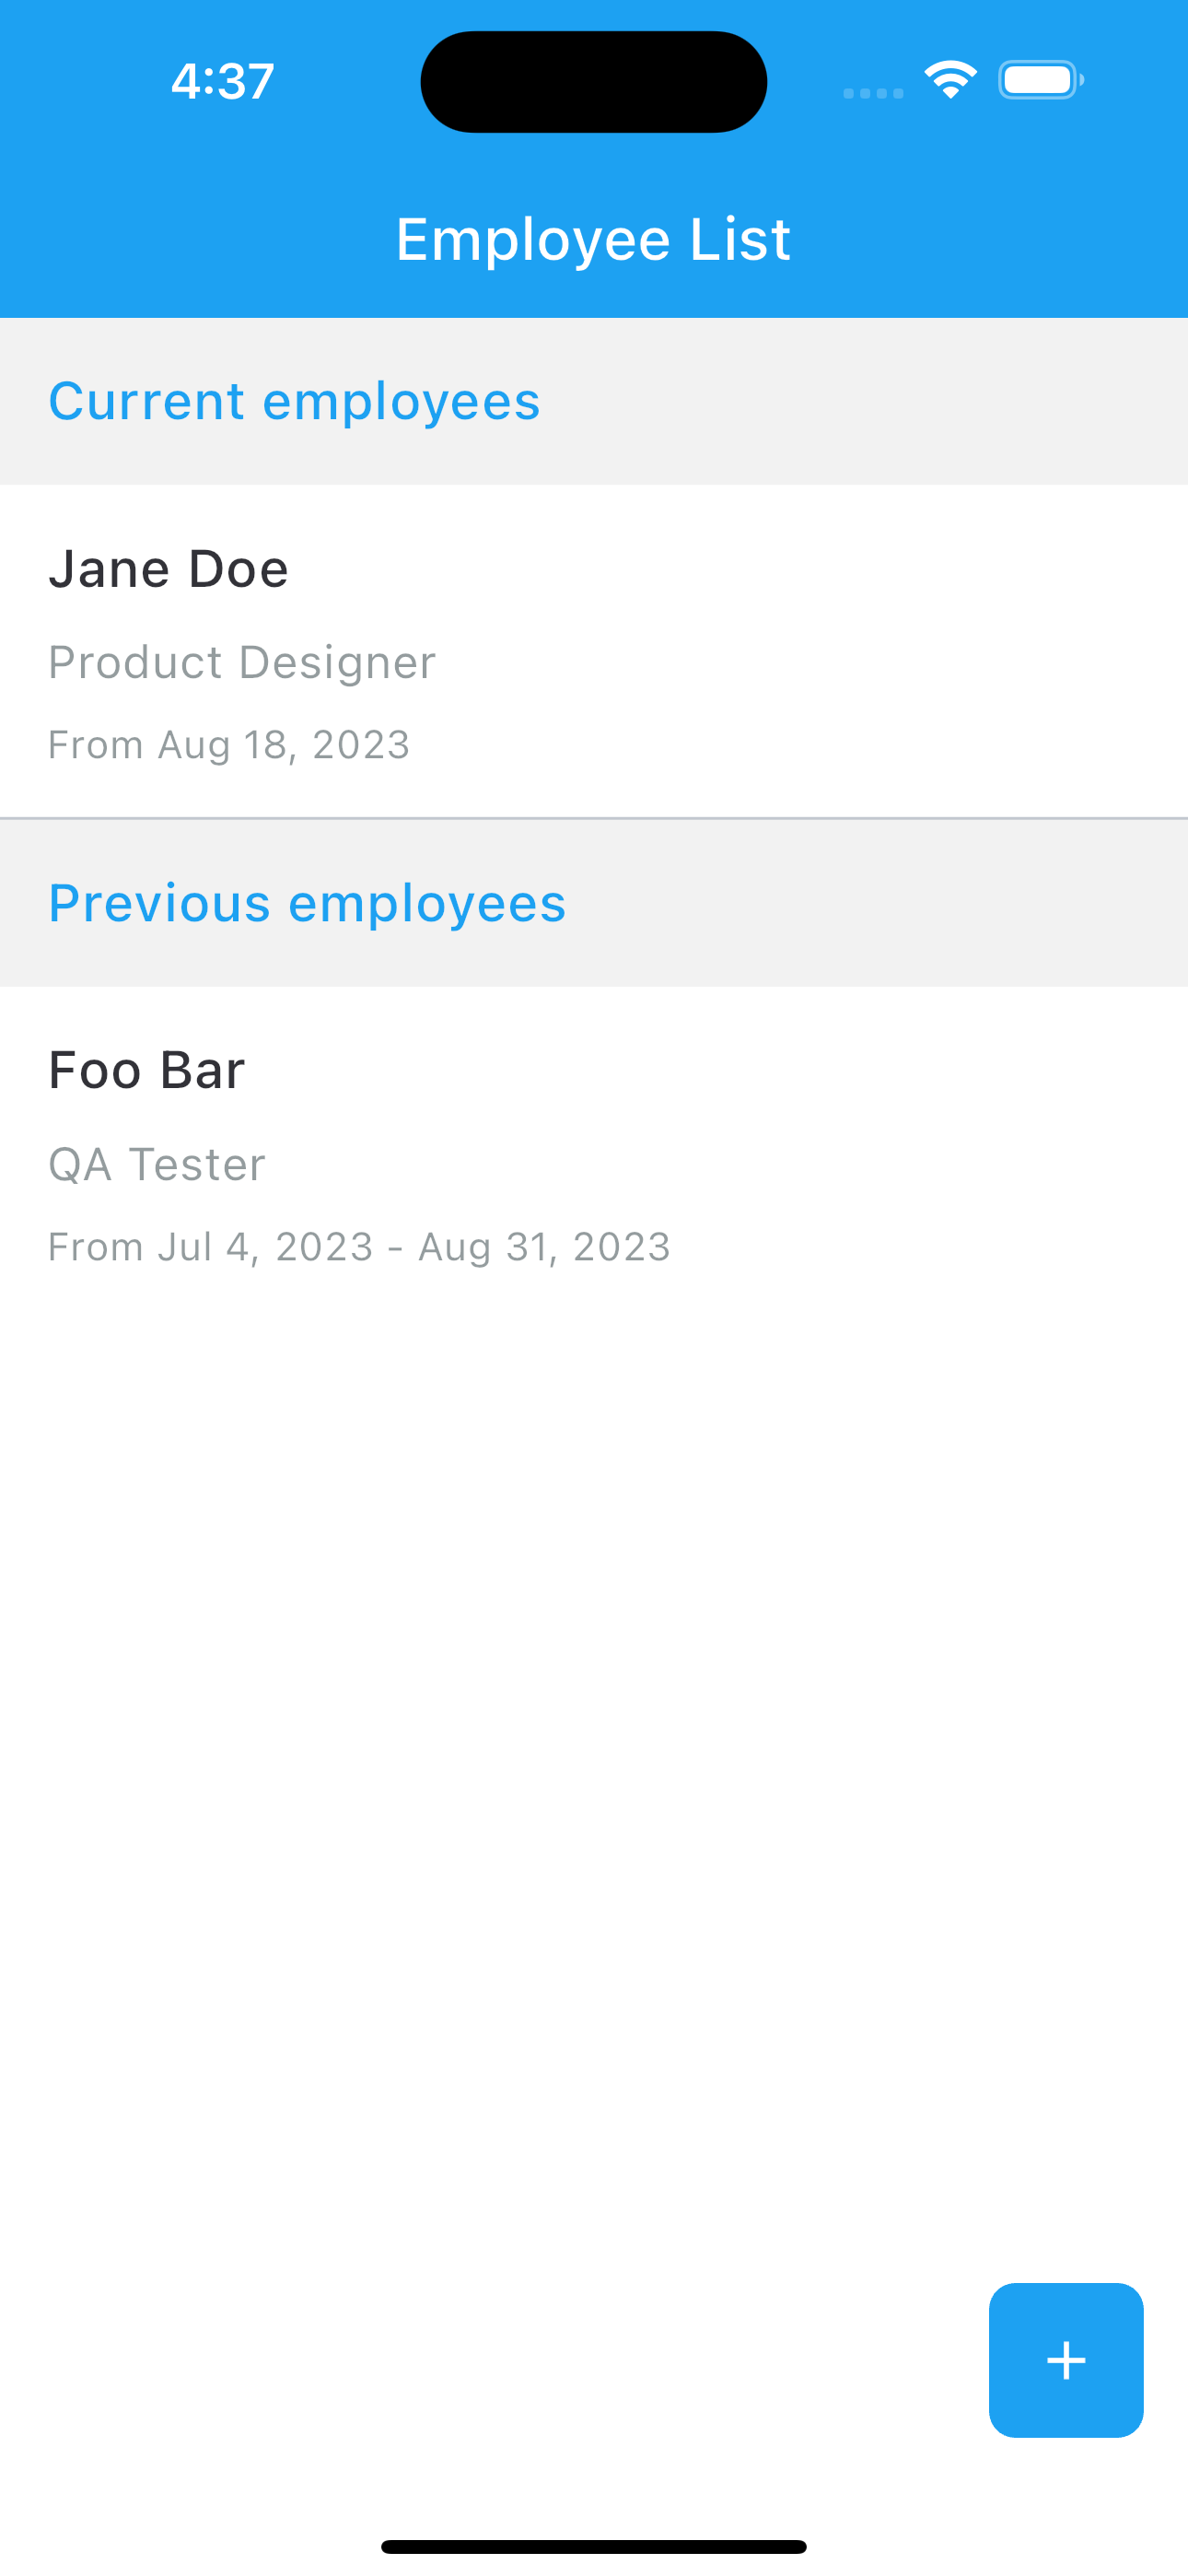 4:37
Employee List
Current employees
Jane Doe
Product Designer
From Aug 18, 2023
Previous employees
Foo Bar
QA Tester
From Jul 4, 2023 - Aug 31, 2023
+